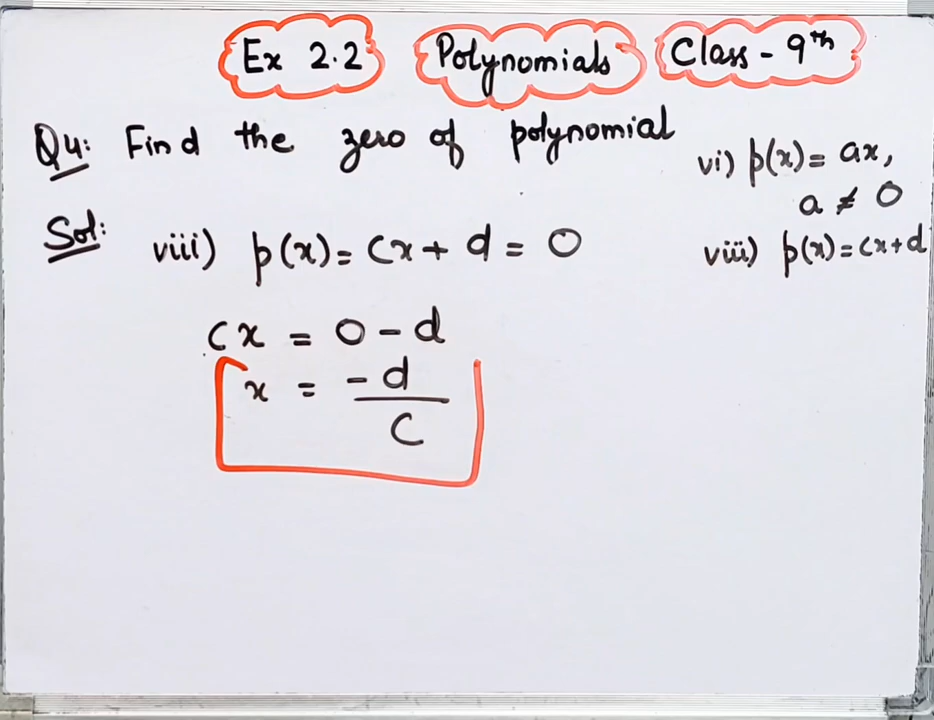 Ex 2.2 Polynomials Class - 9th
Q4: Find the zero of polynomial
vi) p(x) = ax,
a ≠ 0
Sol: viii) p(x) = cx + d = 0
viii) p(x) = cx + d
cx = 0 - d
x = -d/c